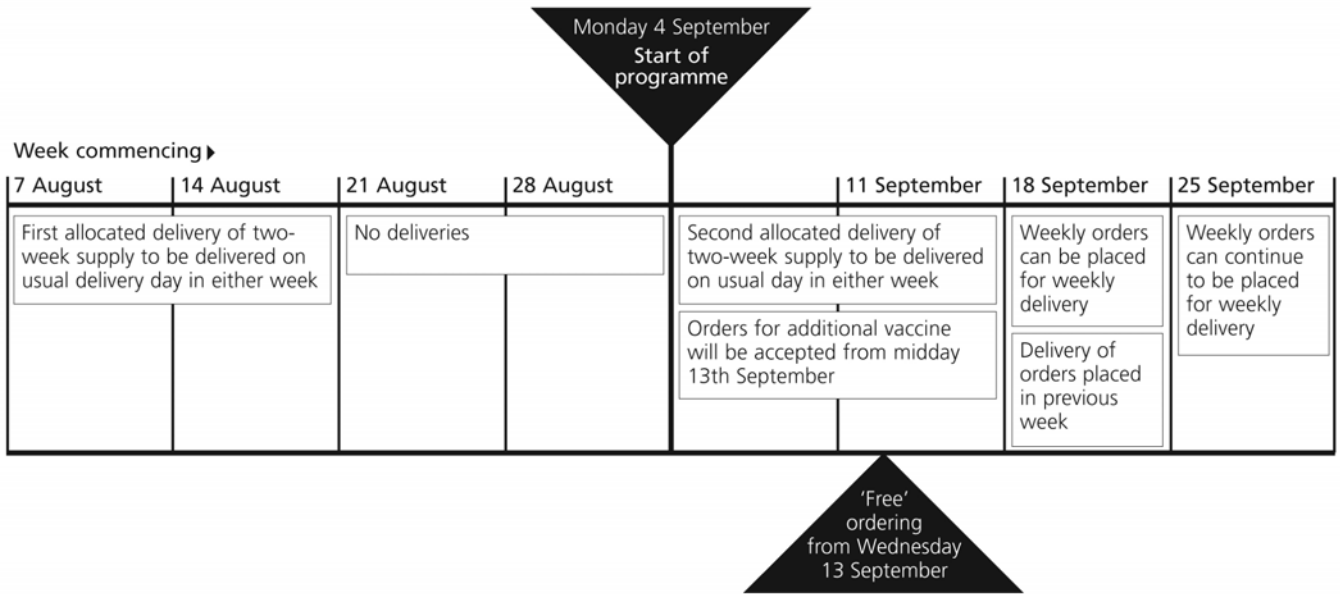 Monday 4 September
Start of
programme
Week commencing
7 August
14 August
21 August
28 August
11 September
18 September
25 September
First allocated delivery of two-
week supply to be delivered on
usual delivery day in either week
No deliveries
Second allocated delivery of
two-week supply to be delivered
on usual day in either week
Orders for additional vaccine
will be accepted from midday
13th September
Weekly orders
can be placed
for weekly
delivery
Delivery of
orders placed
in previous
week
Weekly orders
can continue
to be placed
for weekly
delivery
'Free'
ordering
from Wednesday
13 September